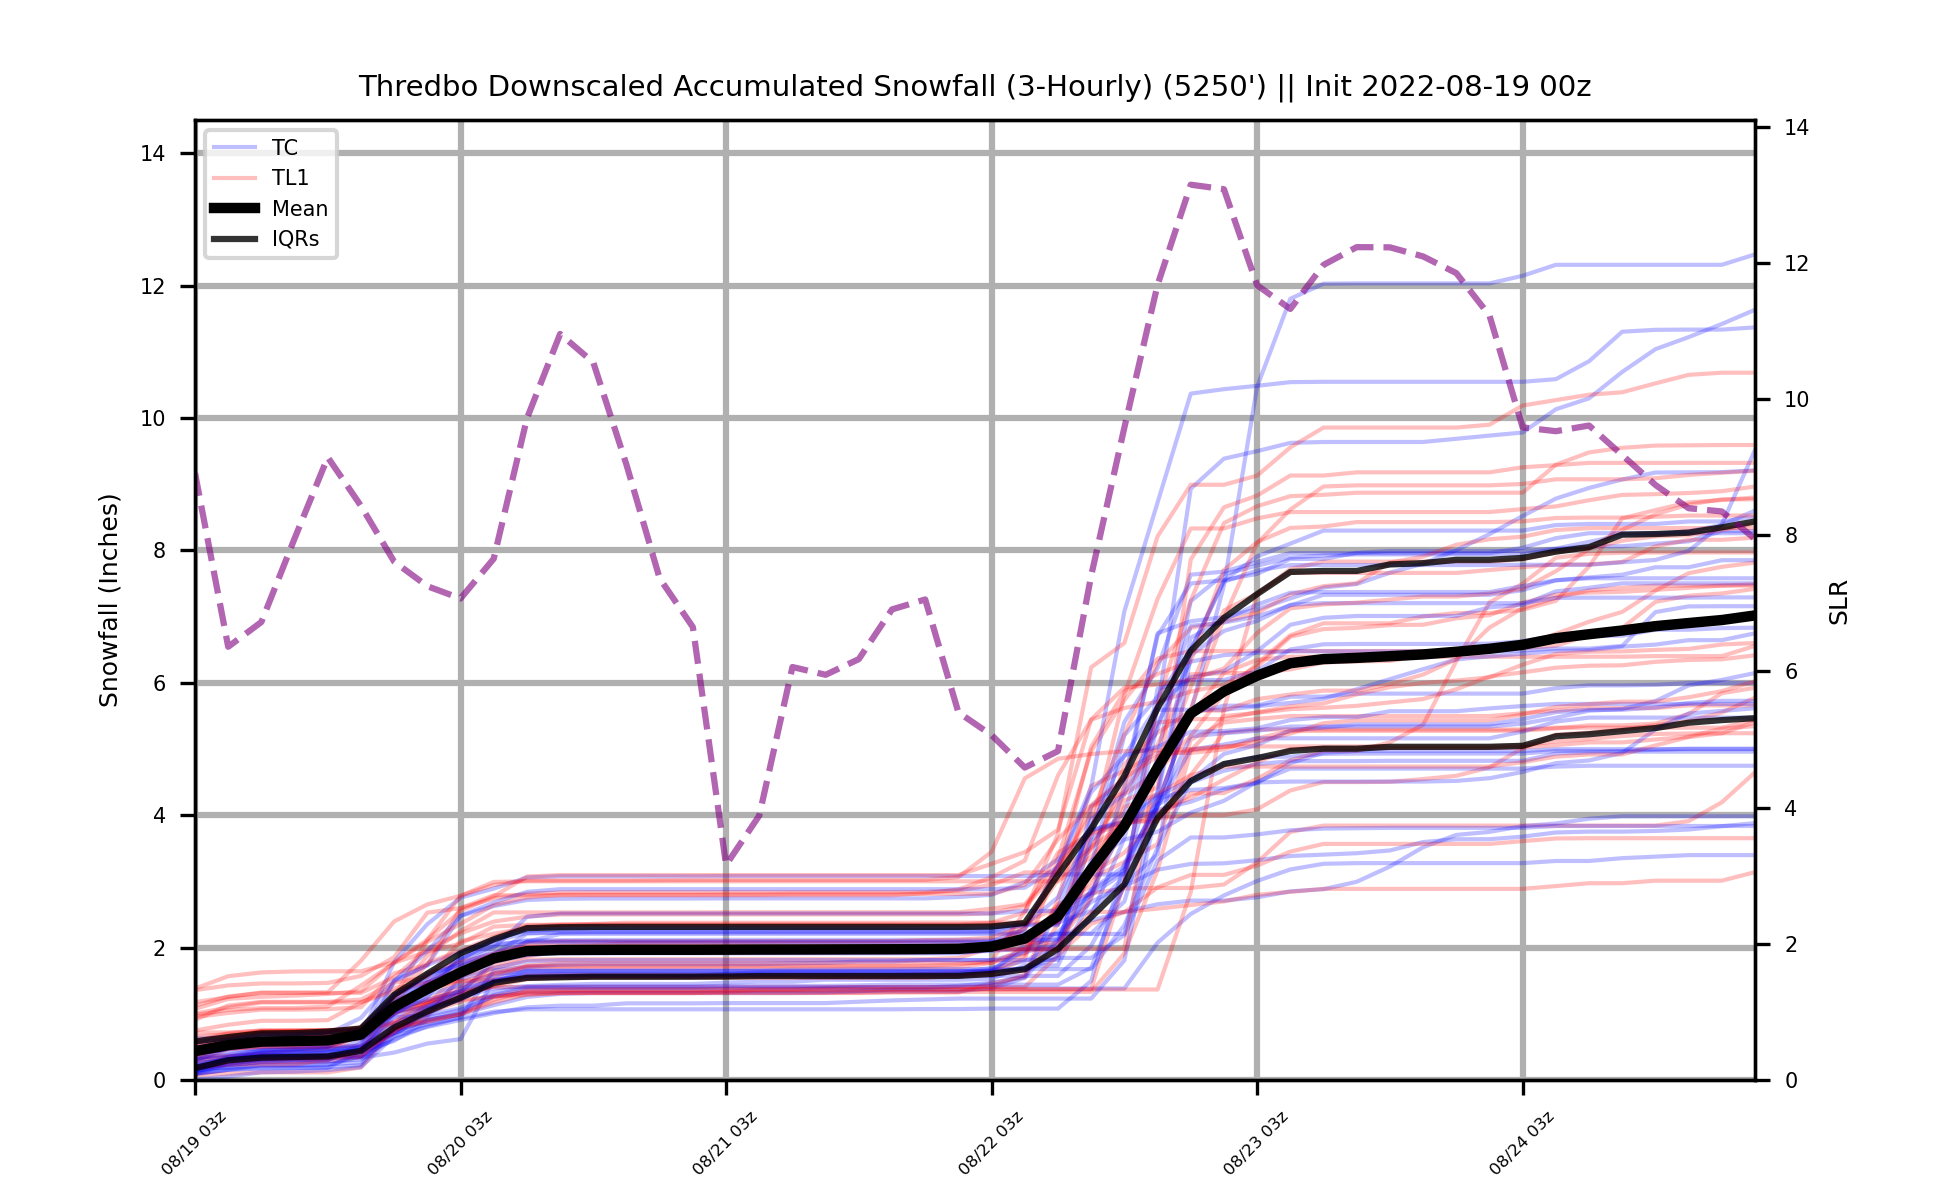 Thredbo Downscaled Accumulated Snowfall (3-Hourly) (5250') || Init 2022-08-19 00z
TC
TL1
Mean
IQRs
Snowfall (Inches)
14
12
10
8
6
4
2
0
14
12
10
8
6
4
2
0
SLR
08/19 03z
08/20 03z
08/21 03z
08/22 03z
08/23 03z
08/24 03z